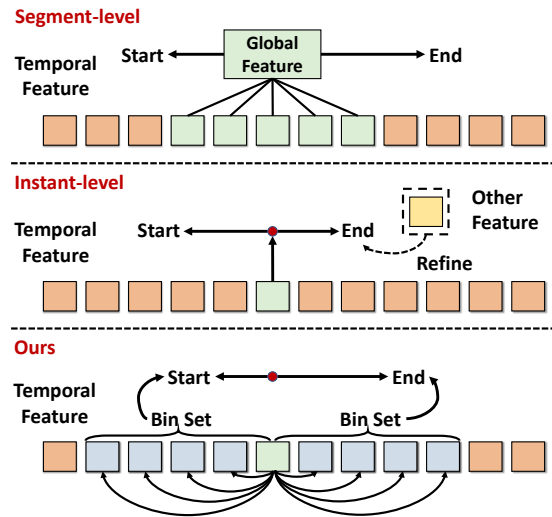 Segment-level
Start
Global
Feature
End
Temporal
Feature
Instant-level
Other
Feature
Temporal
Feature
Start
End
Refine
Ours
Temporal
Feature
Start
End
Bin Set
Bin Set